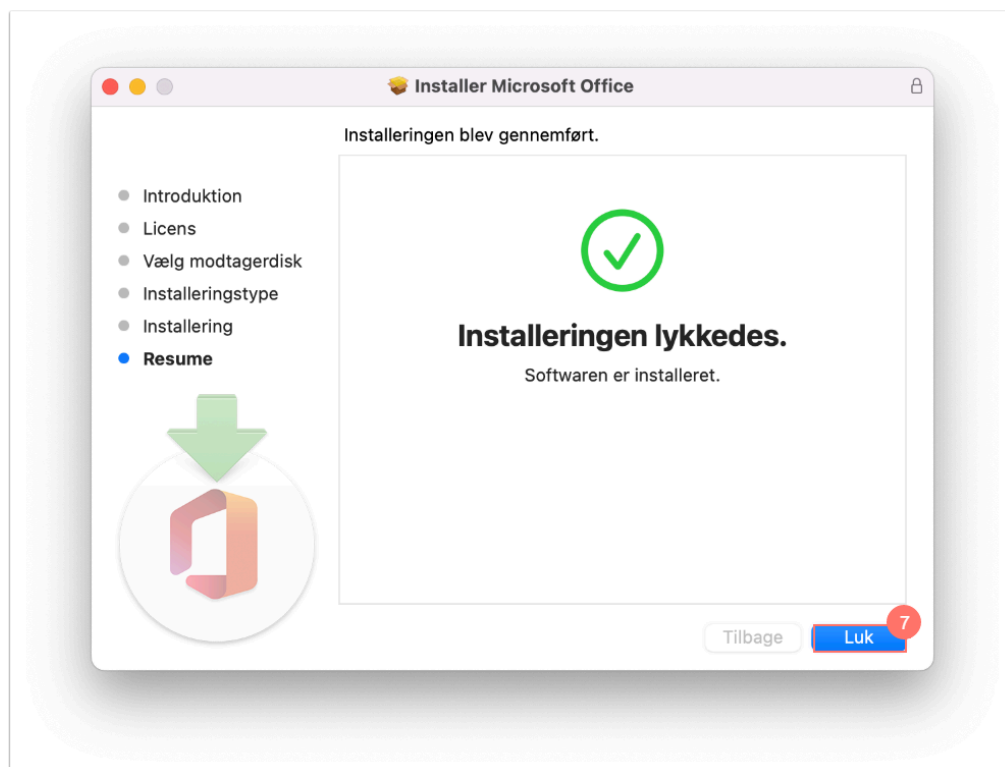 Installer Microsoft Office
Installeringen blev gennemført.
Introduktion
Licens
Vælg modtagerdisk
Installeringstype
Installering
Resume
Installeringen lykkedes.
Softwaren er installeret.
Tilbage
Luk
7